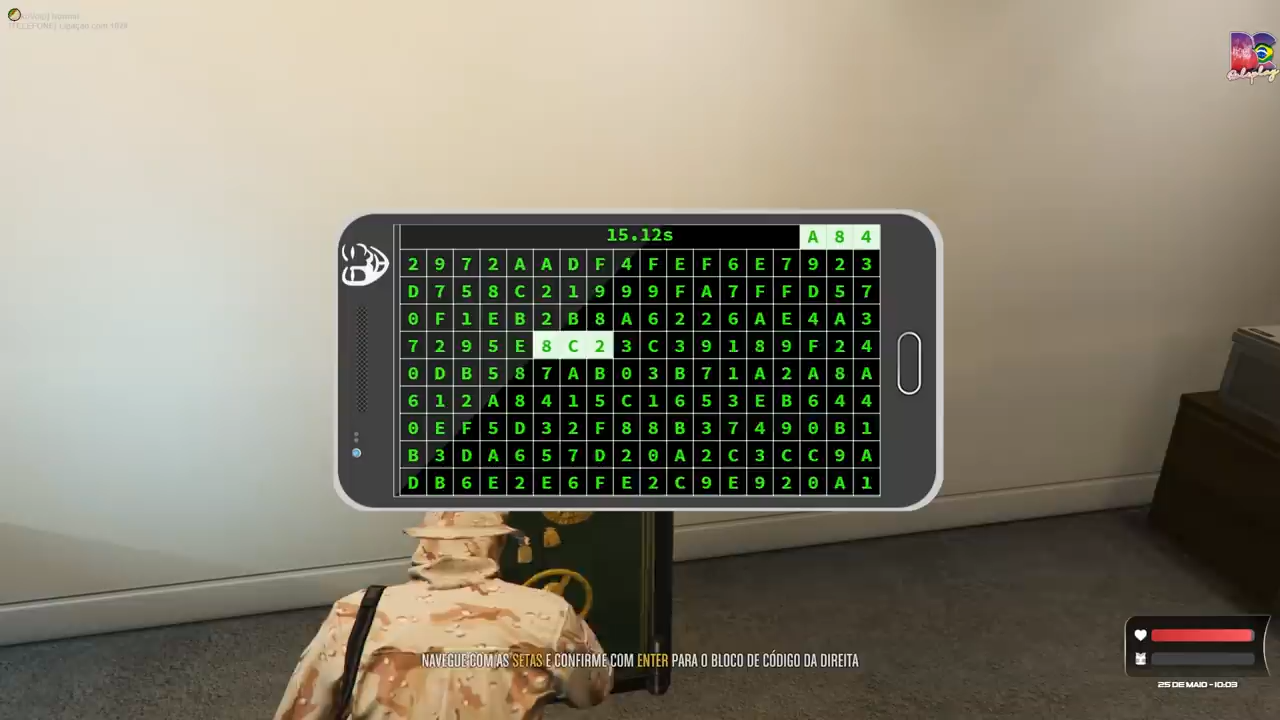 15.12s A 8 4
2 9 7 2 A A D F 4 F E F 6 E 7 9 2 3
D 7 5 8 C 2 1 9 9 9 F A 7 F F D 5 7
0 F 1 E B 2 B 8 A 6 2 2 6 A E 4 A 3
7 2 9 5 E 8 C 2 3 C 3 9 1 8 9 F 2 4
0 D B 5 8 7 A B 0 3 B 7 1 A 2 A 8 A
6 1 2 A 8 4 1 5 C 1 6 5 3 E B 6 4 4
0 E F 5 D 3 2 F 8 8 B 3 7 4 9 0 B 1
B 3 D A 6 5 7 D 2 0 A 2 C 3 C C 9 A
D B 6 E 2 E 6 F E 2 C 9 E 9 2 0 A 1
NAVEGUE COM AS SETAS E CONFIRME COM ENTER PARA O BLOCO DE CÓDIGO DA DIREITA
25 DE MAIO - 10:03